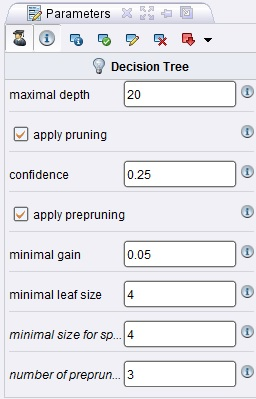 Parameters
Decision Tree
maximal depth 20
apply pruning
confidence 0.25
apply prepruning
minimal gain 0.05
minimal leaf size 4
minimal size for sp... 4
number of preprun... 3